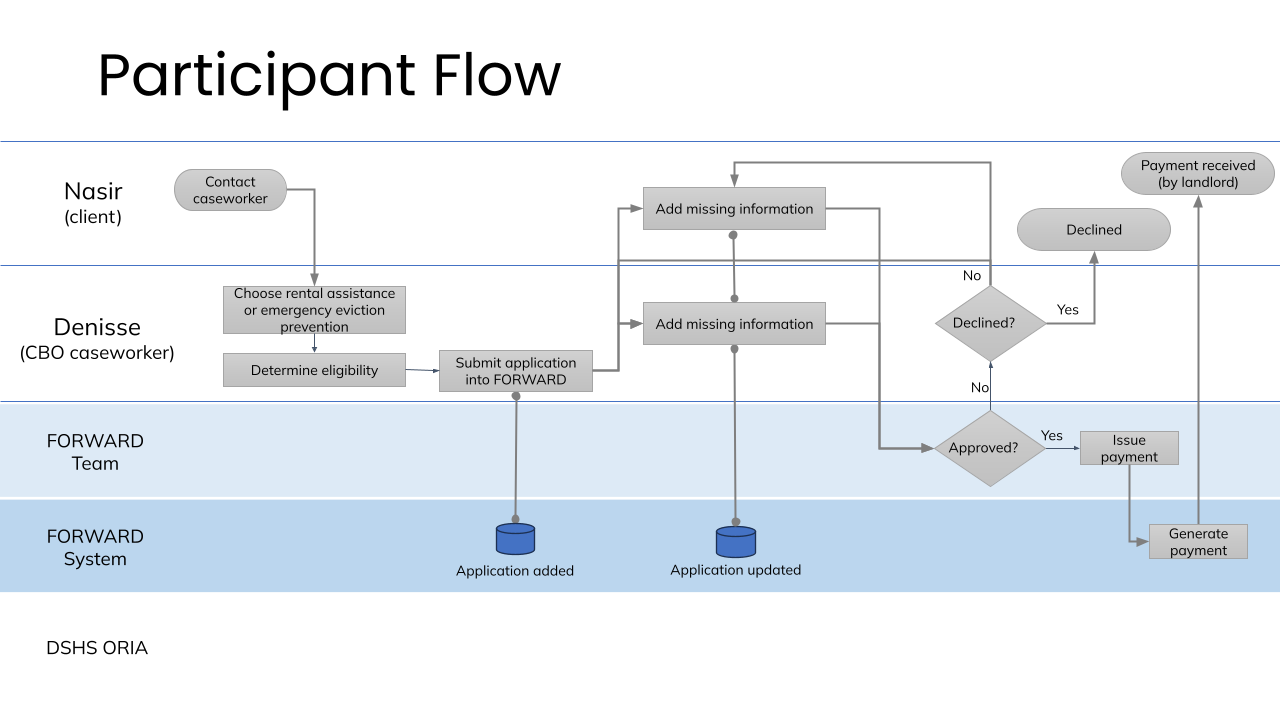 Participant Flow
Nasir
(client)
Contact
caseworker
Add missing information
Payment received
(by landlord)
Declined
Denisse
(CBO caseworker)
Choose rental assistance
or emergency eviction
prevention
Determine eligibility
Submit application
into FORWARD
Add missing information
No
Declined?
Yes
No
FORWARD
Team
Approved?
Yes
Issue
payment
FORWARD
System
Application added
Application updated
Generate
payment
DSHS ORIA